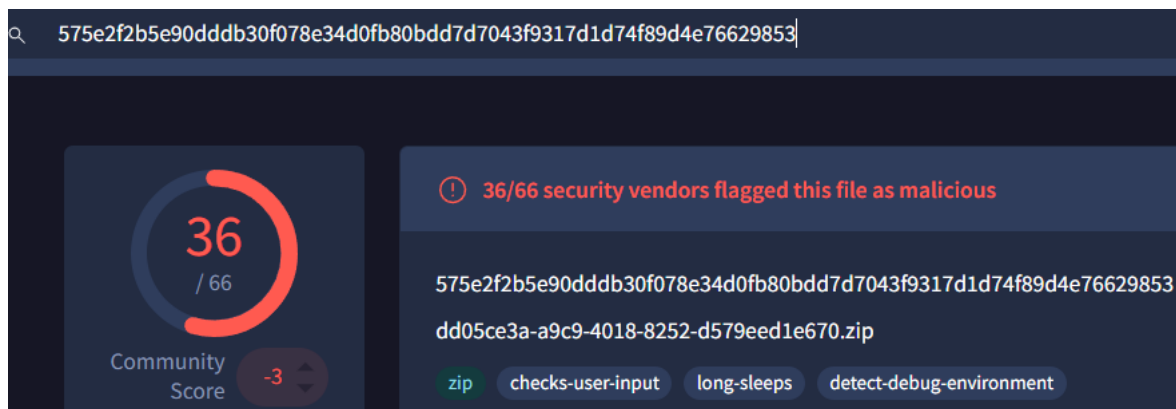 575e2f2b5e90dddb30f078e34d0fb80bdd7d7043f9317d1d74f89d4e76629853
36
/ 66
Community
Score
-3
36/66 security vendors flagged this file as malicious
575e2f2b5e90dddb30f078e34d0fb80bdd7d7043f9317d1d74f89d4e76629853
dd05ce3a-a9c9-4018-8252-d579eed1e670.zip
zip checks-user-input long-sleeps detect-debug-environment